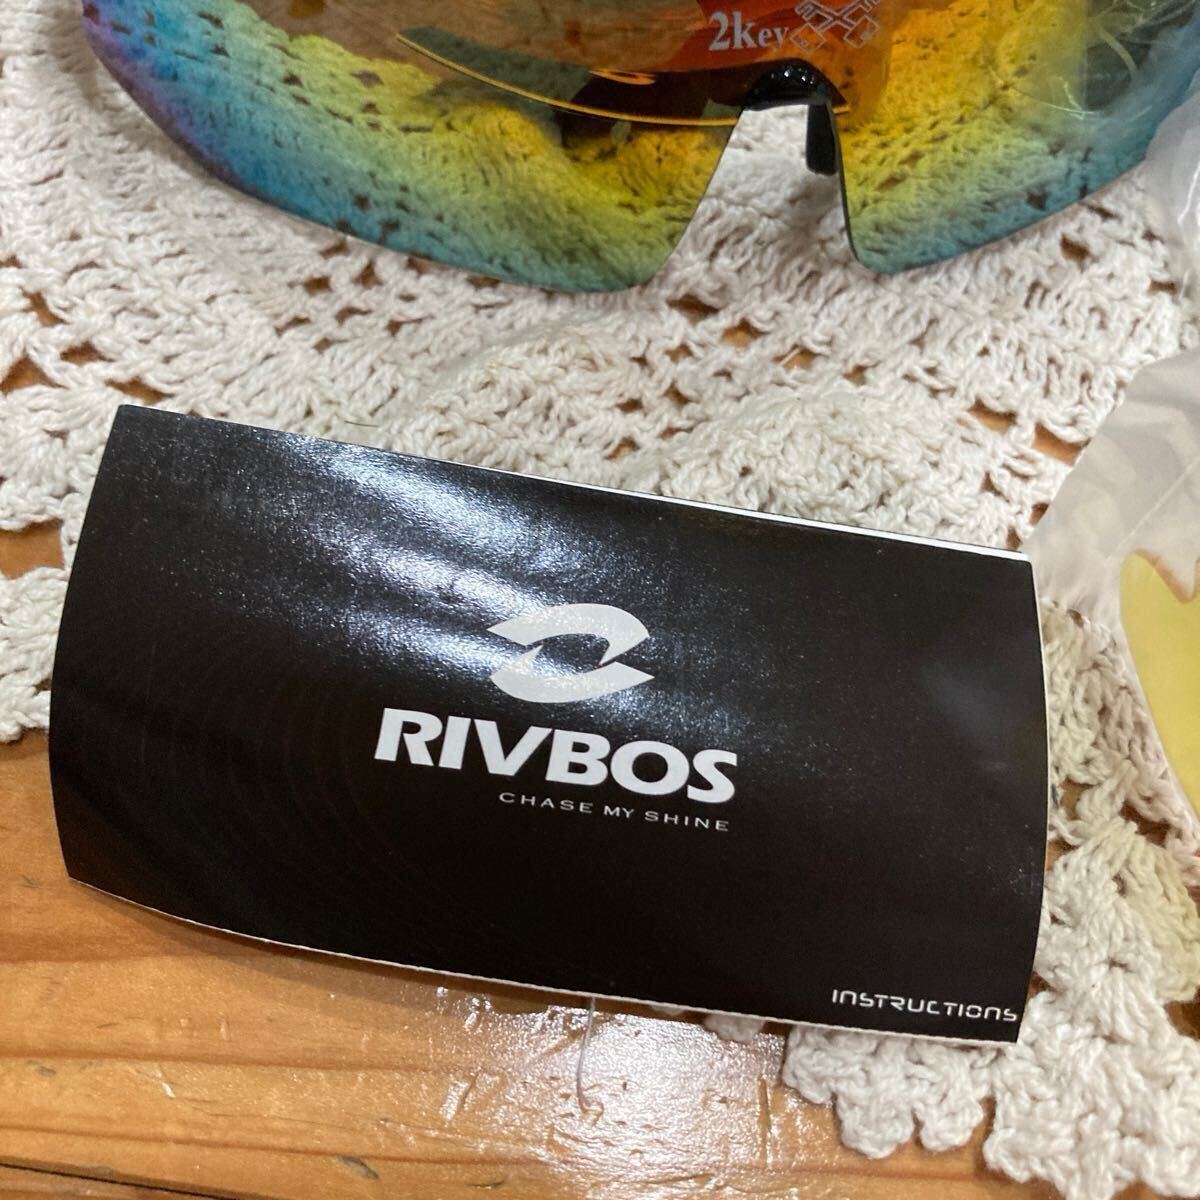 2Key
RIVBOS
CHASE MY SHINE
INSTRUCTIONS